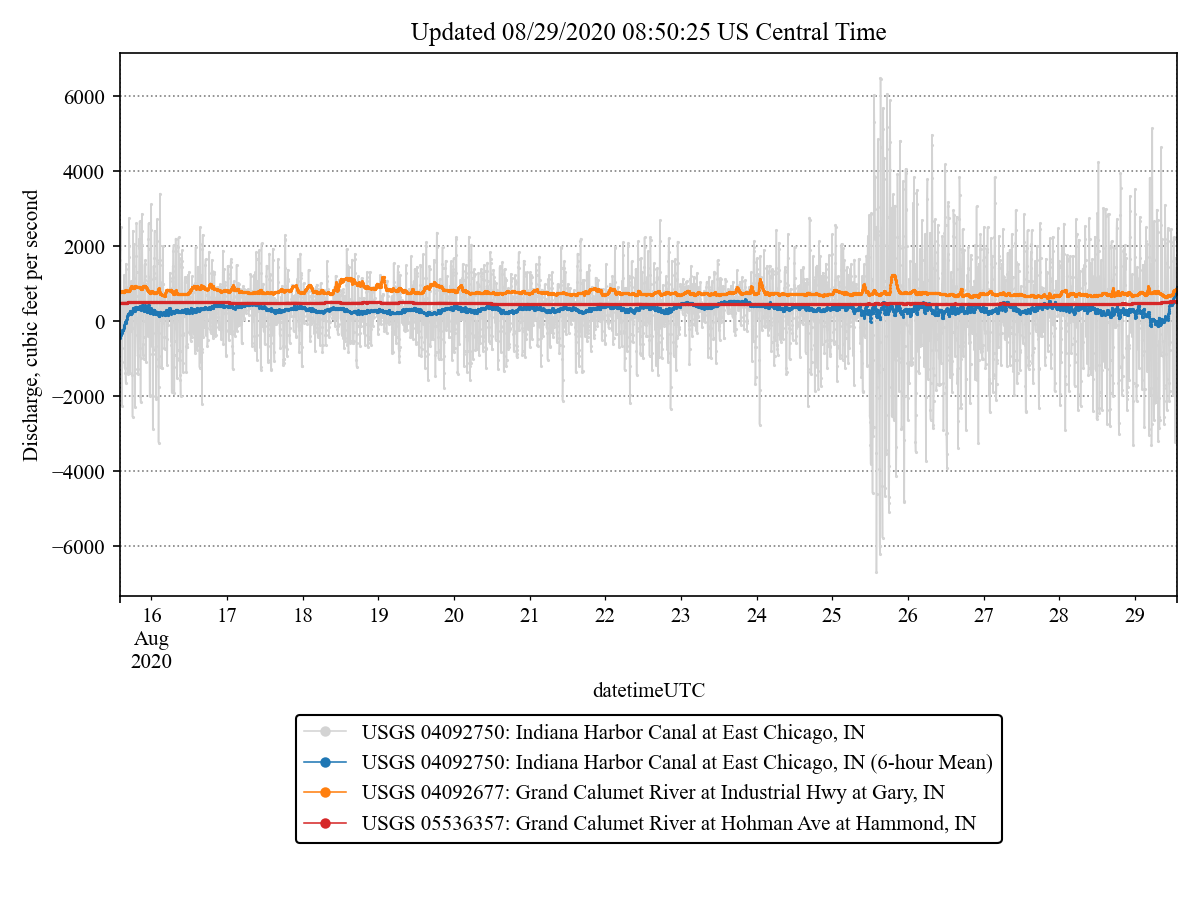 Updated 08/29/2020 08:50:25 US Central Time
Discharge, cubic feet per second
6000
4000
2000
0
−2000
−4000
−6000
16 17 18 19 20 21 22 23 24 25 26 27 28 29
Aug
2020
datetimeUTC
USGS 04092750: Indiana Harbor Canal at East Chicago, IN
USGS 04092750: Indiana Harbor Canal at East Chicago, IN (6-hour Mean)
USGS 04092677: Grand Calumet River at Industrial Hwy at Gary, IN
USGS 05536357: Grand Calumet River at Hohman Ave at Hammond, IN